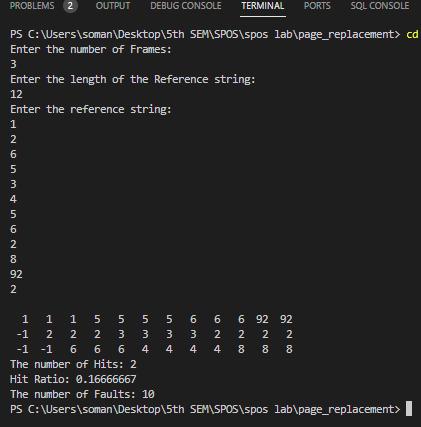 PROBLEMS 2 OUTPUT DEBUG CONSOLE TERMINAL PORTS SQL CONSOLE
PS C:\Users\soman\Desktop\5th SEM\SPOS\spos lab\page_replacement> cd
Enter the number of Frames:
3
Enter the length of the Reference string:
12
Enter the reference string:
1
2
6
5
3
4
5
6
2
8
92
2
1 1 1 5 5 5 5 6 6 6 92 92
-1 2 2 2 3 3 3 3 2 2 2 2
-1 -1 6 6 6 4 4 4 4 8 8 8
The number of Hits: 2
Hit Ratio: 0.16666667
The number of Faults: 10
PS C:\Users\soman\Desktop\5th SEM\SPOS\spos lab\page_replacement>